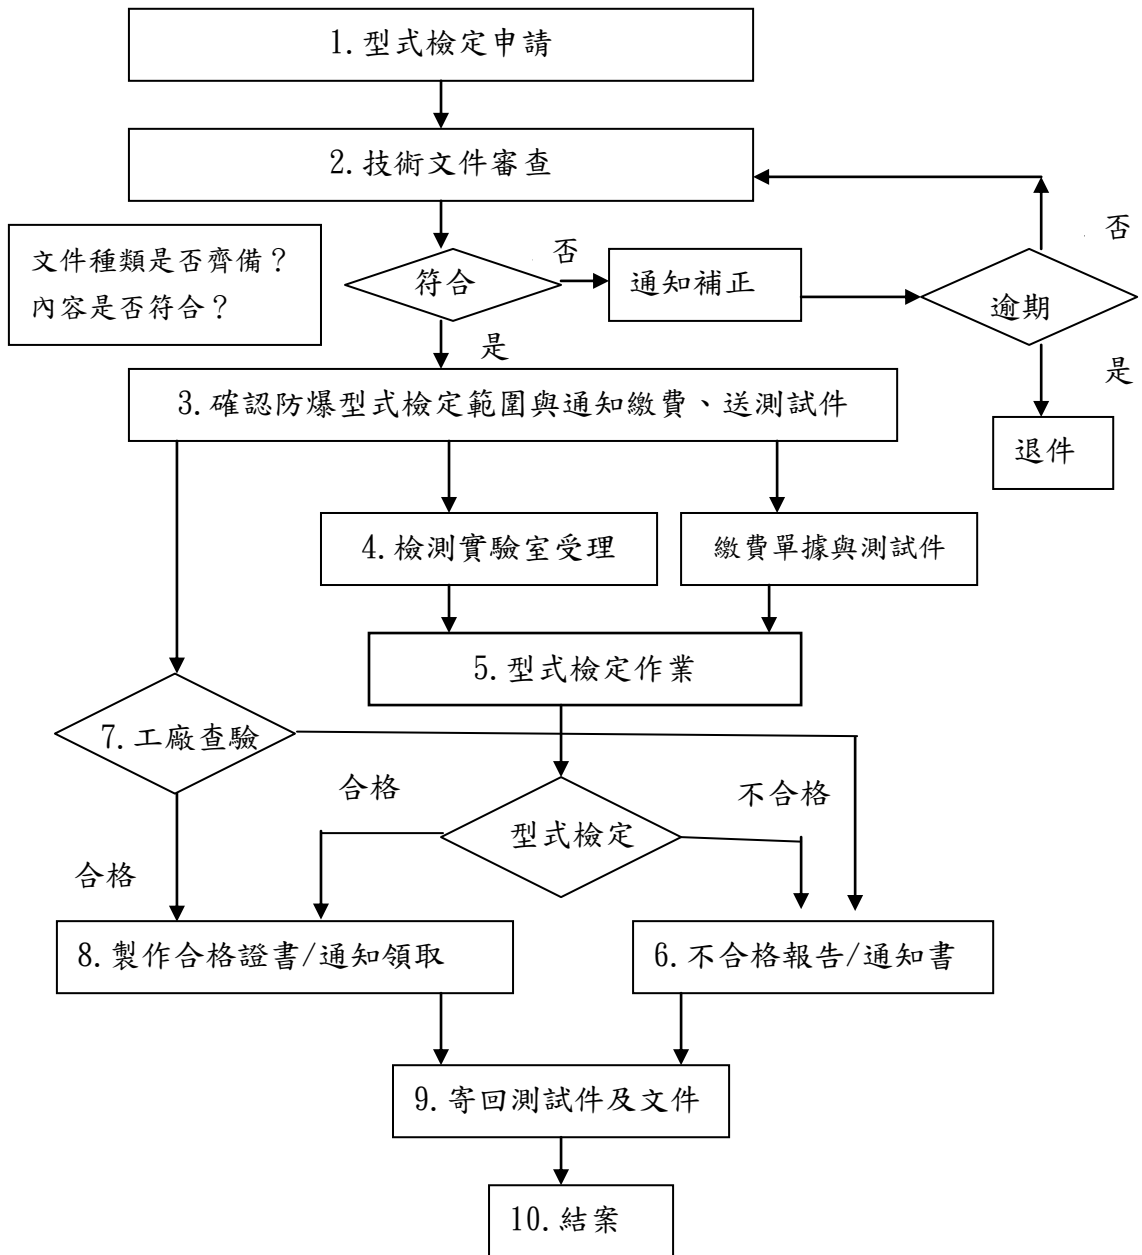 1.型式檢定申請
2.技術文件審查
文件種類是否齊備？
內容是否符合？
符合
否
通知補正
逾期
否
是
是
退件
3.確認防爆型式檢定範圍與通知繳費、送測試件
4.檢測實驗室受理
繳費單據與測試件
5.型式檢定作業
7.工廠查驗
合格
不合格
型式檢定
合格
8.製作合格證書/通知領取
6.不合格報告/通知書
9.寄回測試件及文件
10.結案